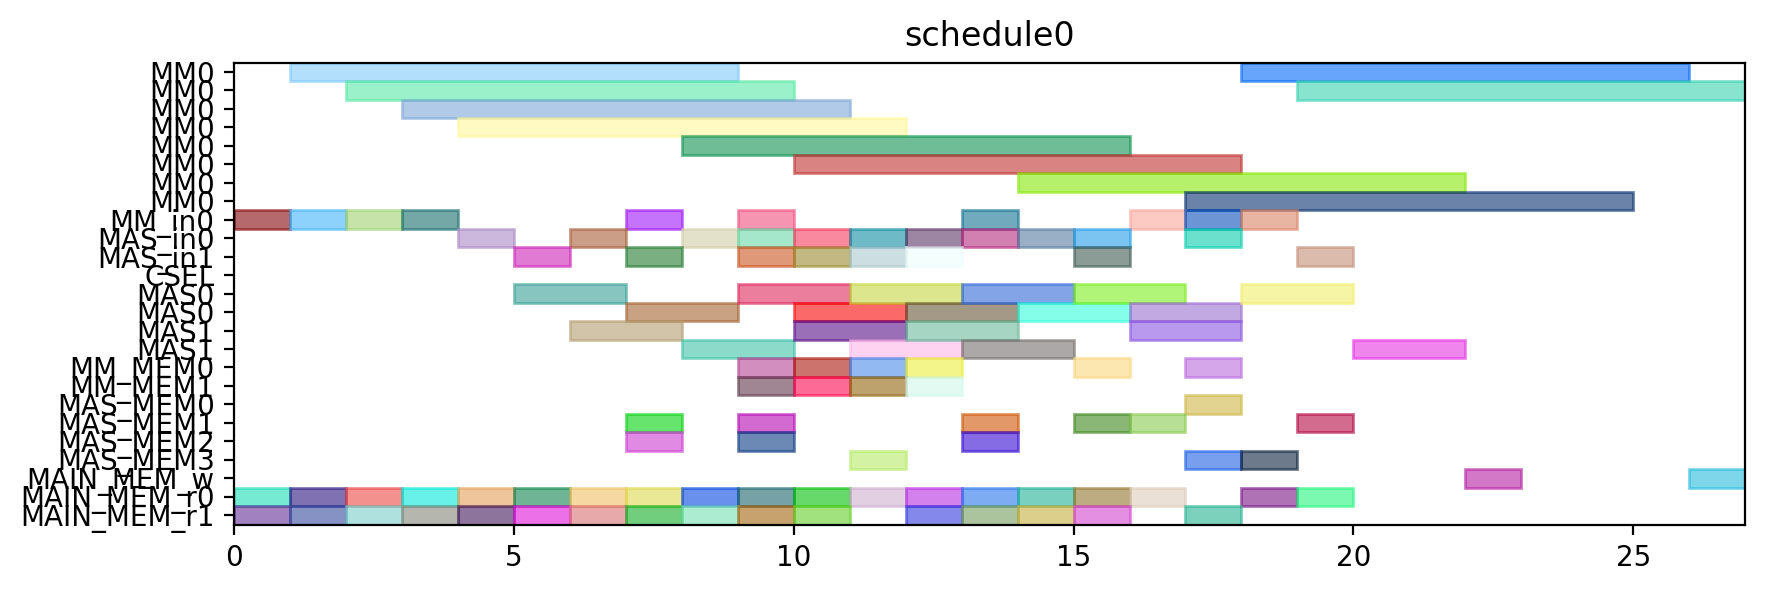 schedule0
MM0
MM0
MM0
MM0
MM0
MM0
MM0
MM0
MM_in0
MAS_in0
MAS_in1
CSEL
MAS0
MAS0
MAS1
MAS1
MM_MEM0
MM_MEM1
MAS_MEM0
MAS_MEM1
MAS_MEM2
MAS_MEM3
MAIN_MEM_w
MAIN_MEM_r0
MAIN_MEM_r1
0 5 10 15 20 25